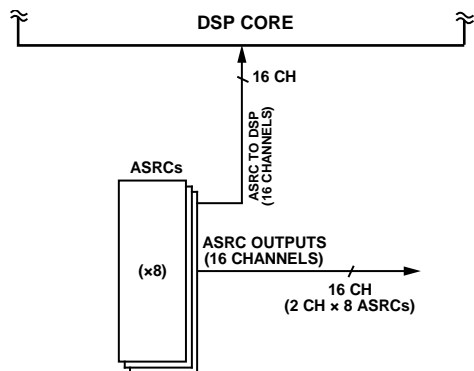 DSP CORE
16 CH
ASRC TO DSP
(16 CHANNELS)
ASRCs
(×8)
ASRC OUTPUTS
(16 CHANNELS)
16 CH
(2 CH × 8 ASRCs)